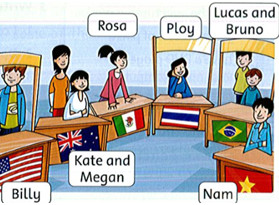 Rosa
Ploy
Lucas and
Bruno
Kate and
Megan
Billy
Nam